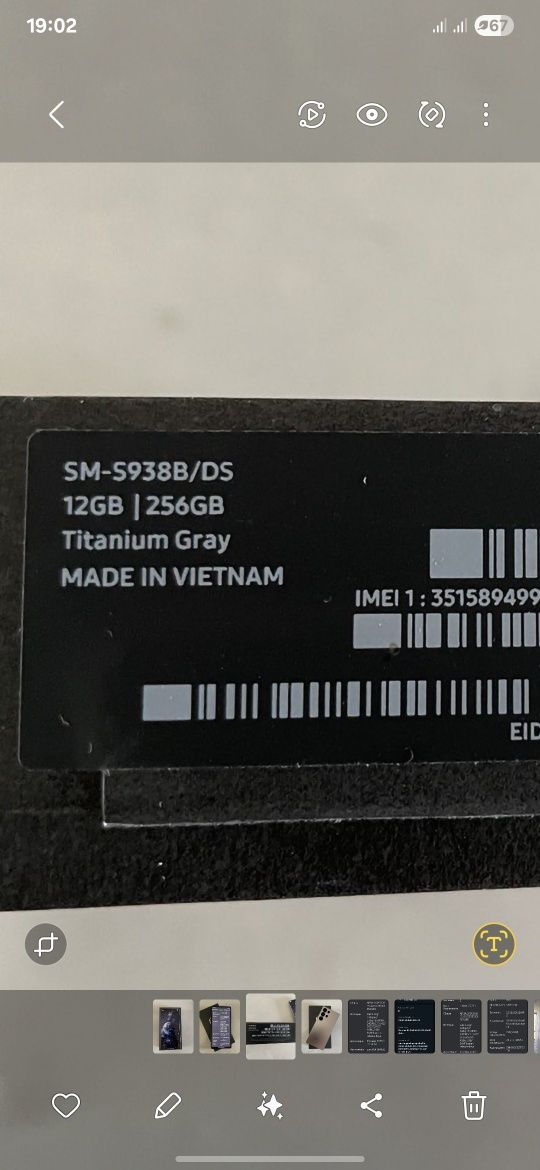 19:02
67
SM-S938B/DS
12GB | 256GB
Titanium Gray
MADE IN VIETNAM
IMEI 1 : 351589499
EID
T